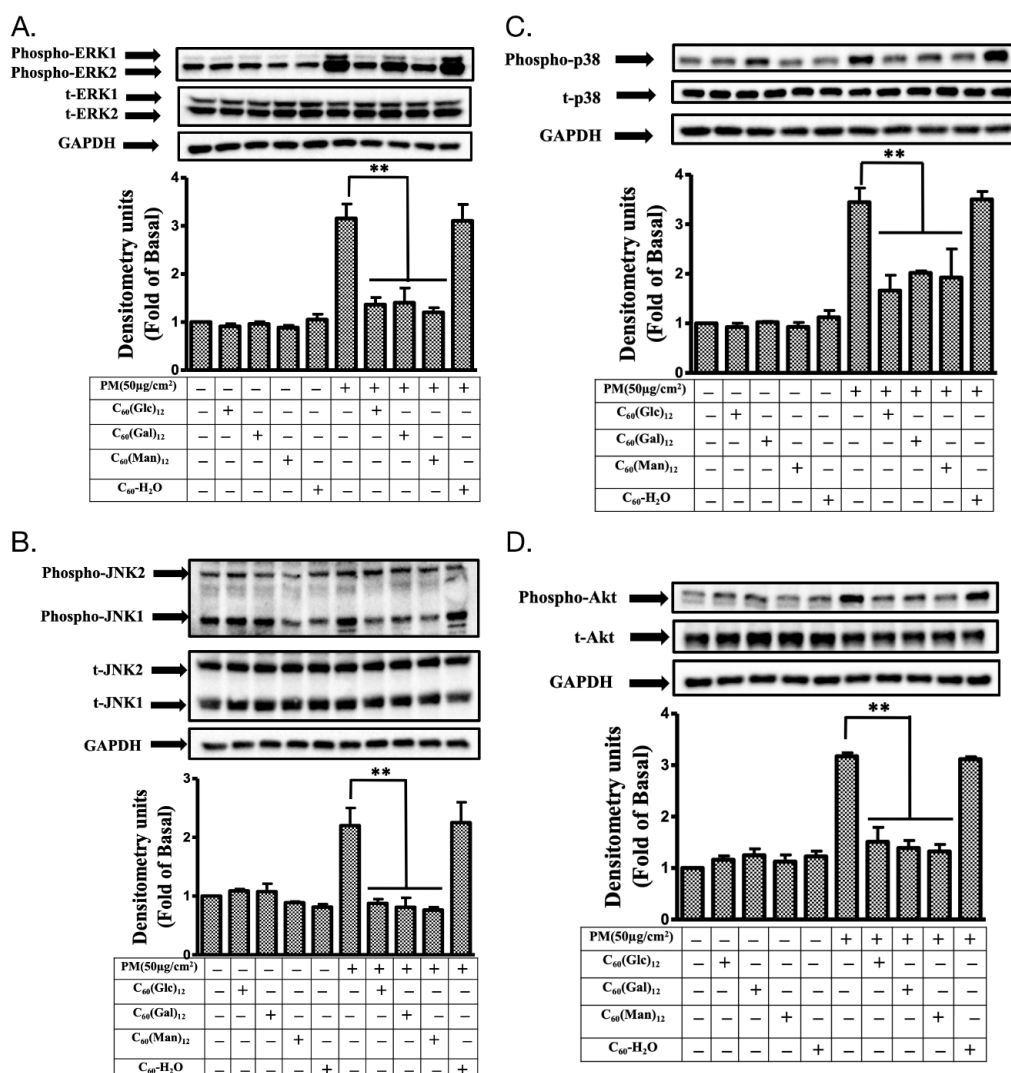 A.
Phospho-ERK1
Phospho-ERK2
t-ERK1
t-ERK2
GAPDH
**
Densitometry units
(Fold of Basal)
4
3
2
1
0
PM(50µg/cm²) – – – – – + + + + +
C₆₀(Glc)₁₂ – + – – – – + – – –
C₆₀(Gal)₁₂ – – + – – – – + – –
C₆₀(Man)₁₂ – – – + – – – – + –
C₆₀-H₂O – – – – + – – – – +
B.
Phospho-JNK2
Phospho-JNK1
t-JNK2
t-JNK1
GAPDH
**
Densitometry units
(Fold of Basal)
3
2
1
0
PM(50µg/cm²) – – – – – + + + + +
C₆₀(Glc)₁₂ – + – – – – + – – –
C₆₀(Gal)₁₂ – – + – – – – + – –
C₆₀(Man)₁₂ – – – + – – – – + –
C₆₀-H₂O – – – – + – – – – +
C.
Phospho-p38
t-p38
GAPDH
**
Densitometry units
(Fold of Basal)
4
3
2
1
0
PM(50µg/cm²) – – – – – + + + + +
C₆₀(Glc)₁₂ – + – – – – + – – –
C₆₀(Gal)₁₂ – – + – – – – + – –
C₆₀(Man)₁₂ – – – + – – – – + –
C₆₀-H₂O – – – – + – – – – +
D.
Phospho-Akt
t-Akt
GAPDH
**
Densitometry units
(Fold of Basal)
4
3
2
1
0
PM(50µg/cm²) – – – – – + + + + +
C₆₀(Glc)₁₂ – + – – – – + – – –
C₆₀(Gal)₁₂ – – + – – – – + – –
C₆₀(Man)₁₂ – – – + – – – – + –
C₆₀-H₂O – – – – + – – – – +